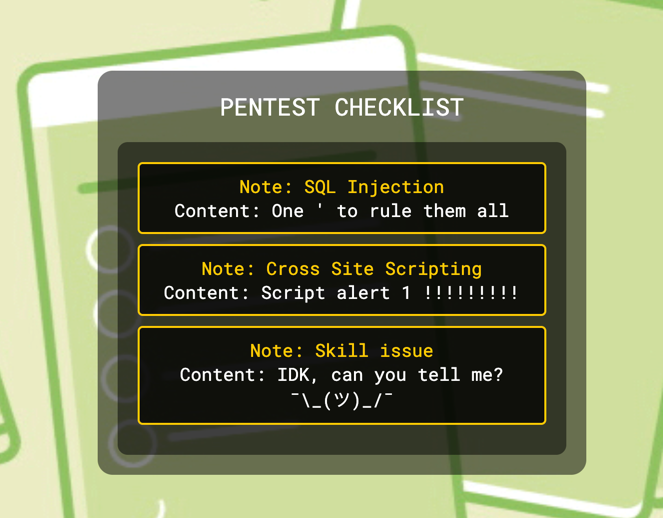 PENTEST CHECKLIST
Note: SQL Injection
Content: One ' to rule them all
Note: Cross Site Scripting
Content: Script alert 1 !!!!!!!!!
Note: Skill issue
Content: IDK, can you tell me?
¯\_(ツ)_/¯